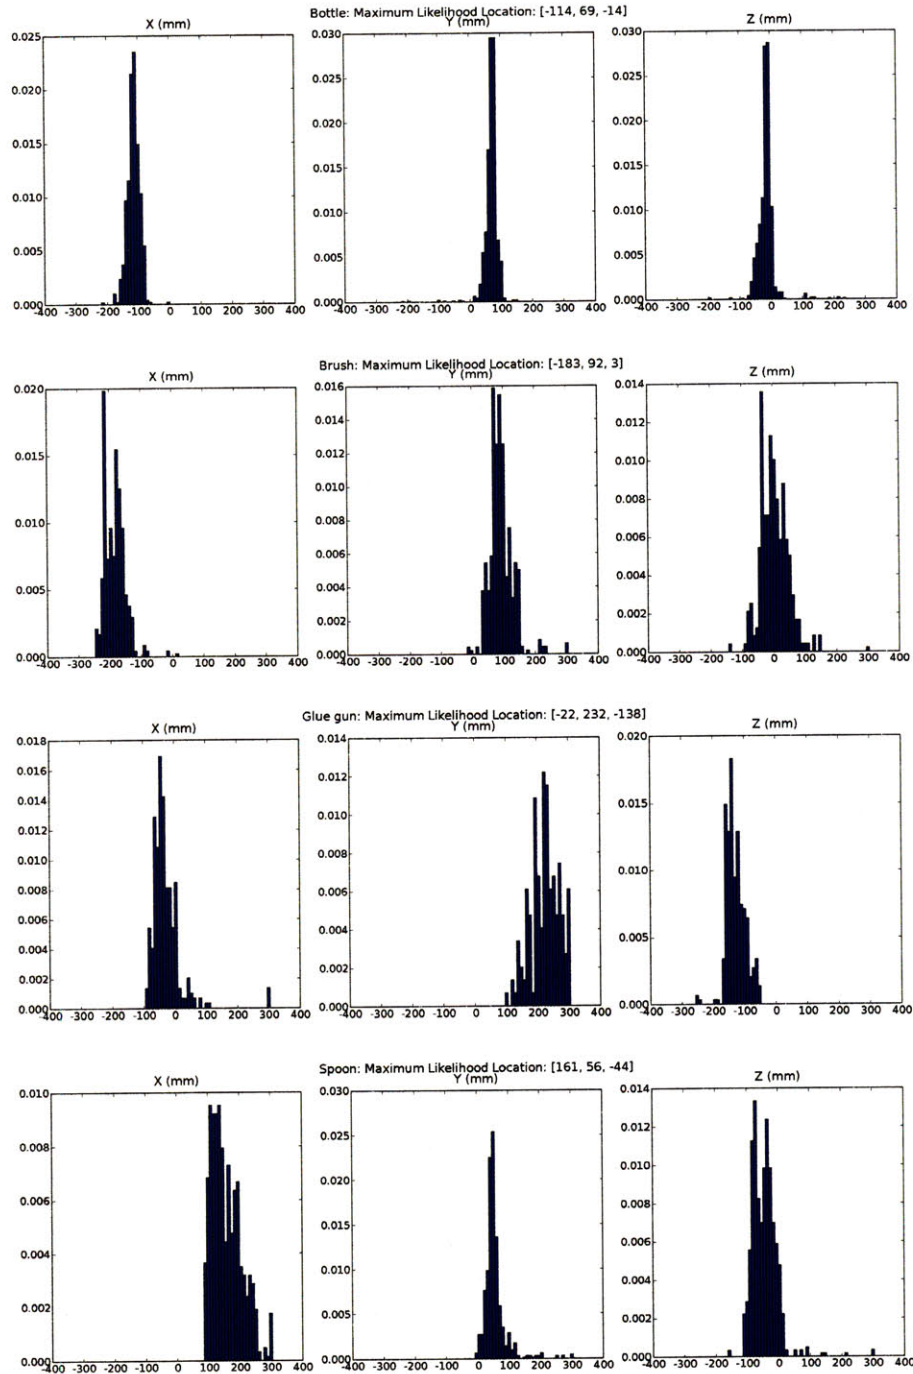 Bottle: Maximum Likelihood Location: [-114, 69, -14]
X (mm) Y (mm) Z (mm)
0.025 0.030 0.030
0.020 0.025 0.025
0.015 0.020 0.020
0.010 0.015 0.015
0.005 0.010 0.010
0.000 0.005 0.005
0.000 0.000
-400 -300 -200 -100 0 100 200 300 400 -400 -300 -200 -100 0 100 200 300 400 -400 -300 -200 -100 0 100 200 300 400
Brush: Maximum Likelihood Location: [-183, 92, 3]
X (mm) Y (mm) Z (mm)
0.020 0.016 0.014
0.015 0.014 0.012
0.010 0.012 0.010
0.005 0.010 0.008
0.000 0.008 0.006
0.006 0.004
0.004 0.002
0.002 0.000
0.000
-400 -300 -200 -100 0 100 200 300 400 -400 -300 -200 -100 0 100 200 300 400 -400 -300 -200 -100 0 100 200 300 400
Glue gun: Maximum Likelihood Location: [-22, 232, -138]
X (mm) Y (mm) Z (mm)
0.018 0.014 0.020
0.016 0.012 0.015
0.014 0.010 0.010
0.012 0.008 0.005
0.010 0.006 0.000
0.008 0.004
0.006 0.002
0.004 0.000
0.002
0.000
-400 -300 -200 -100 0 100 200 300 400 -400 -300 -200 -100 0 100 200 300 400 -400 -300 -200 -100 0 100 200 300 400
Spoon: Maximum Likelihood Location: [161, 56, -44]
X (mm) Y (mm) Z (mm)
0.010 0.030 0.014
0.008 0.025 0.012
0.006 0.020 0.010
0.004 0.015 0.008
0.002 0.010 0.006
0.000 0.005 0.004
0.000 0.002
0.000
-400 -300 -200 -100 0 100 200 300 400 -400 -300 -200 -100 0 100 200 300 400 -400 -300 -200 -100 0 100 200 300 400